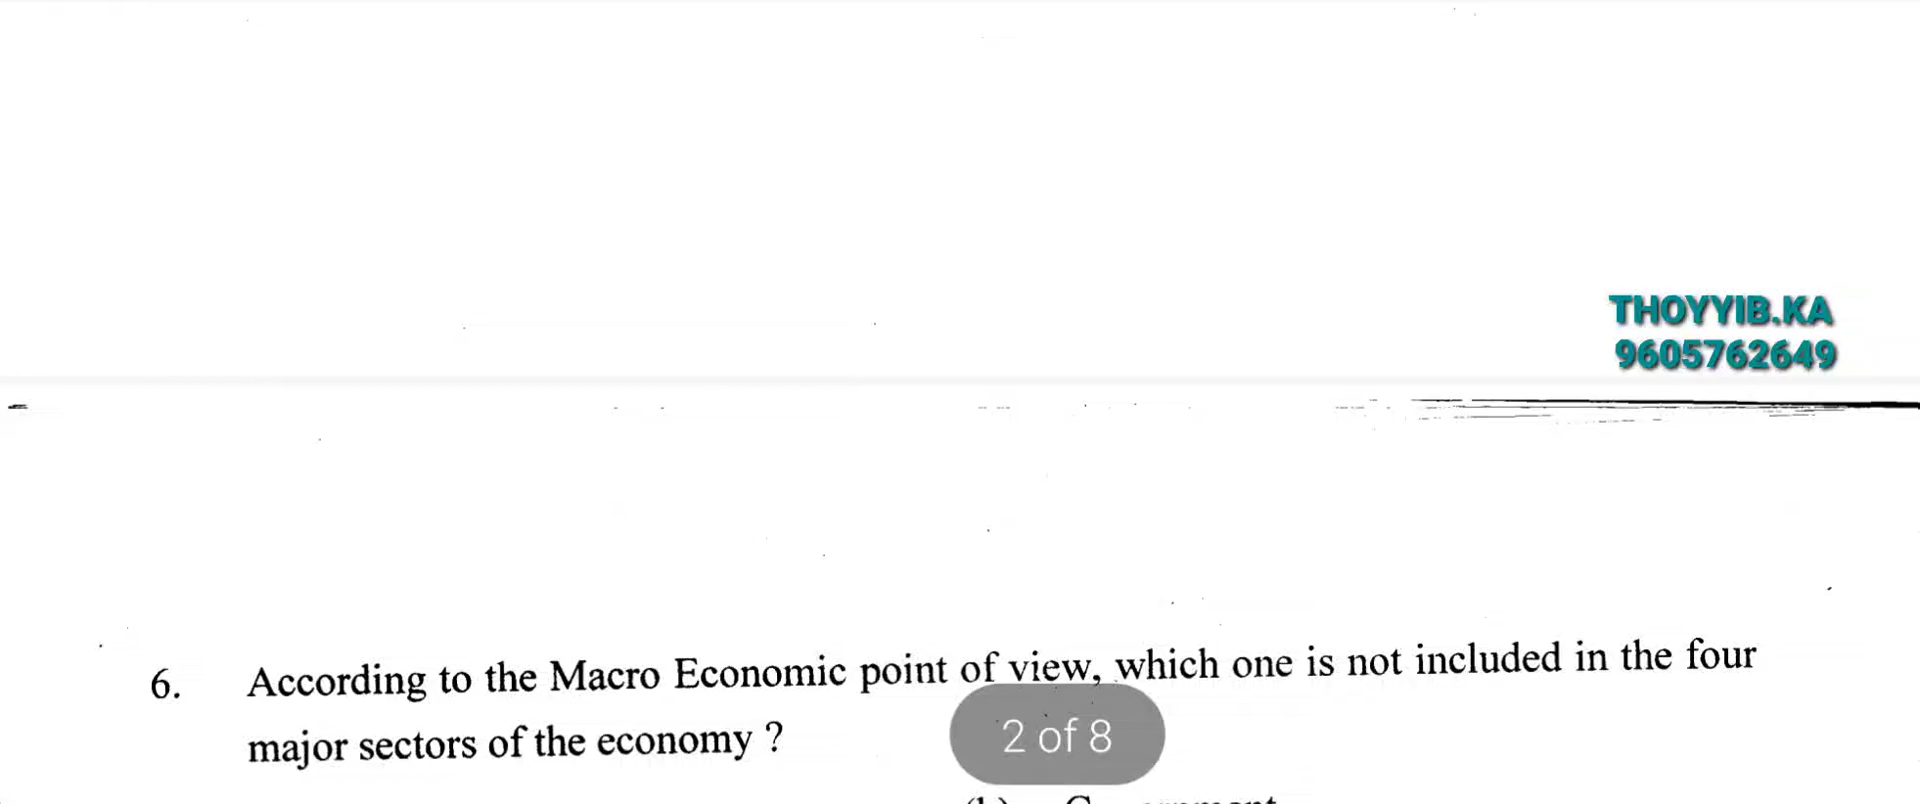 THOYYIB.KA
9605762649
6. According to the Macro Economic point of view, which one is not included in the four
major sectors of the economy ?
2 of 8